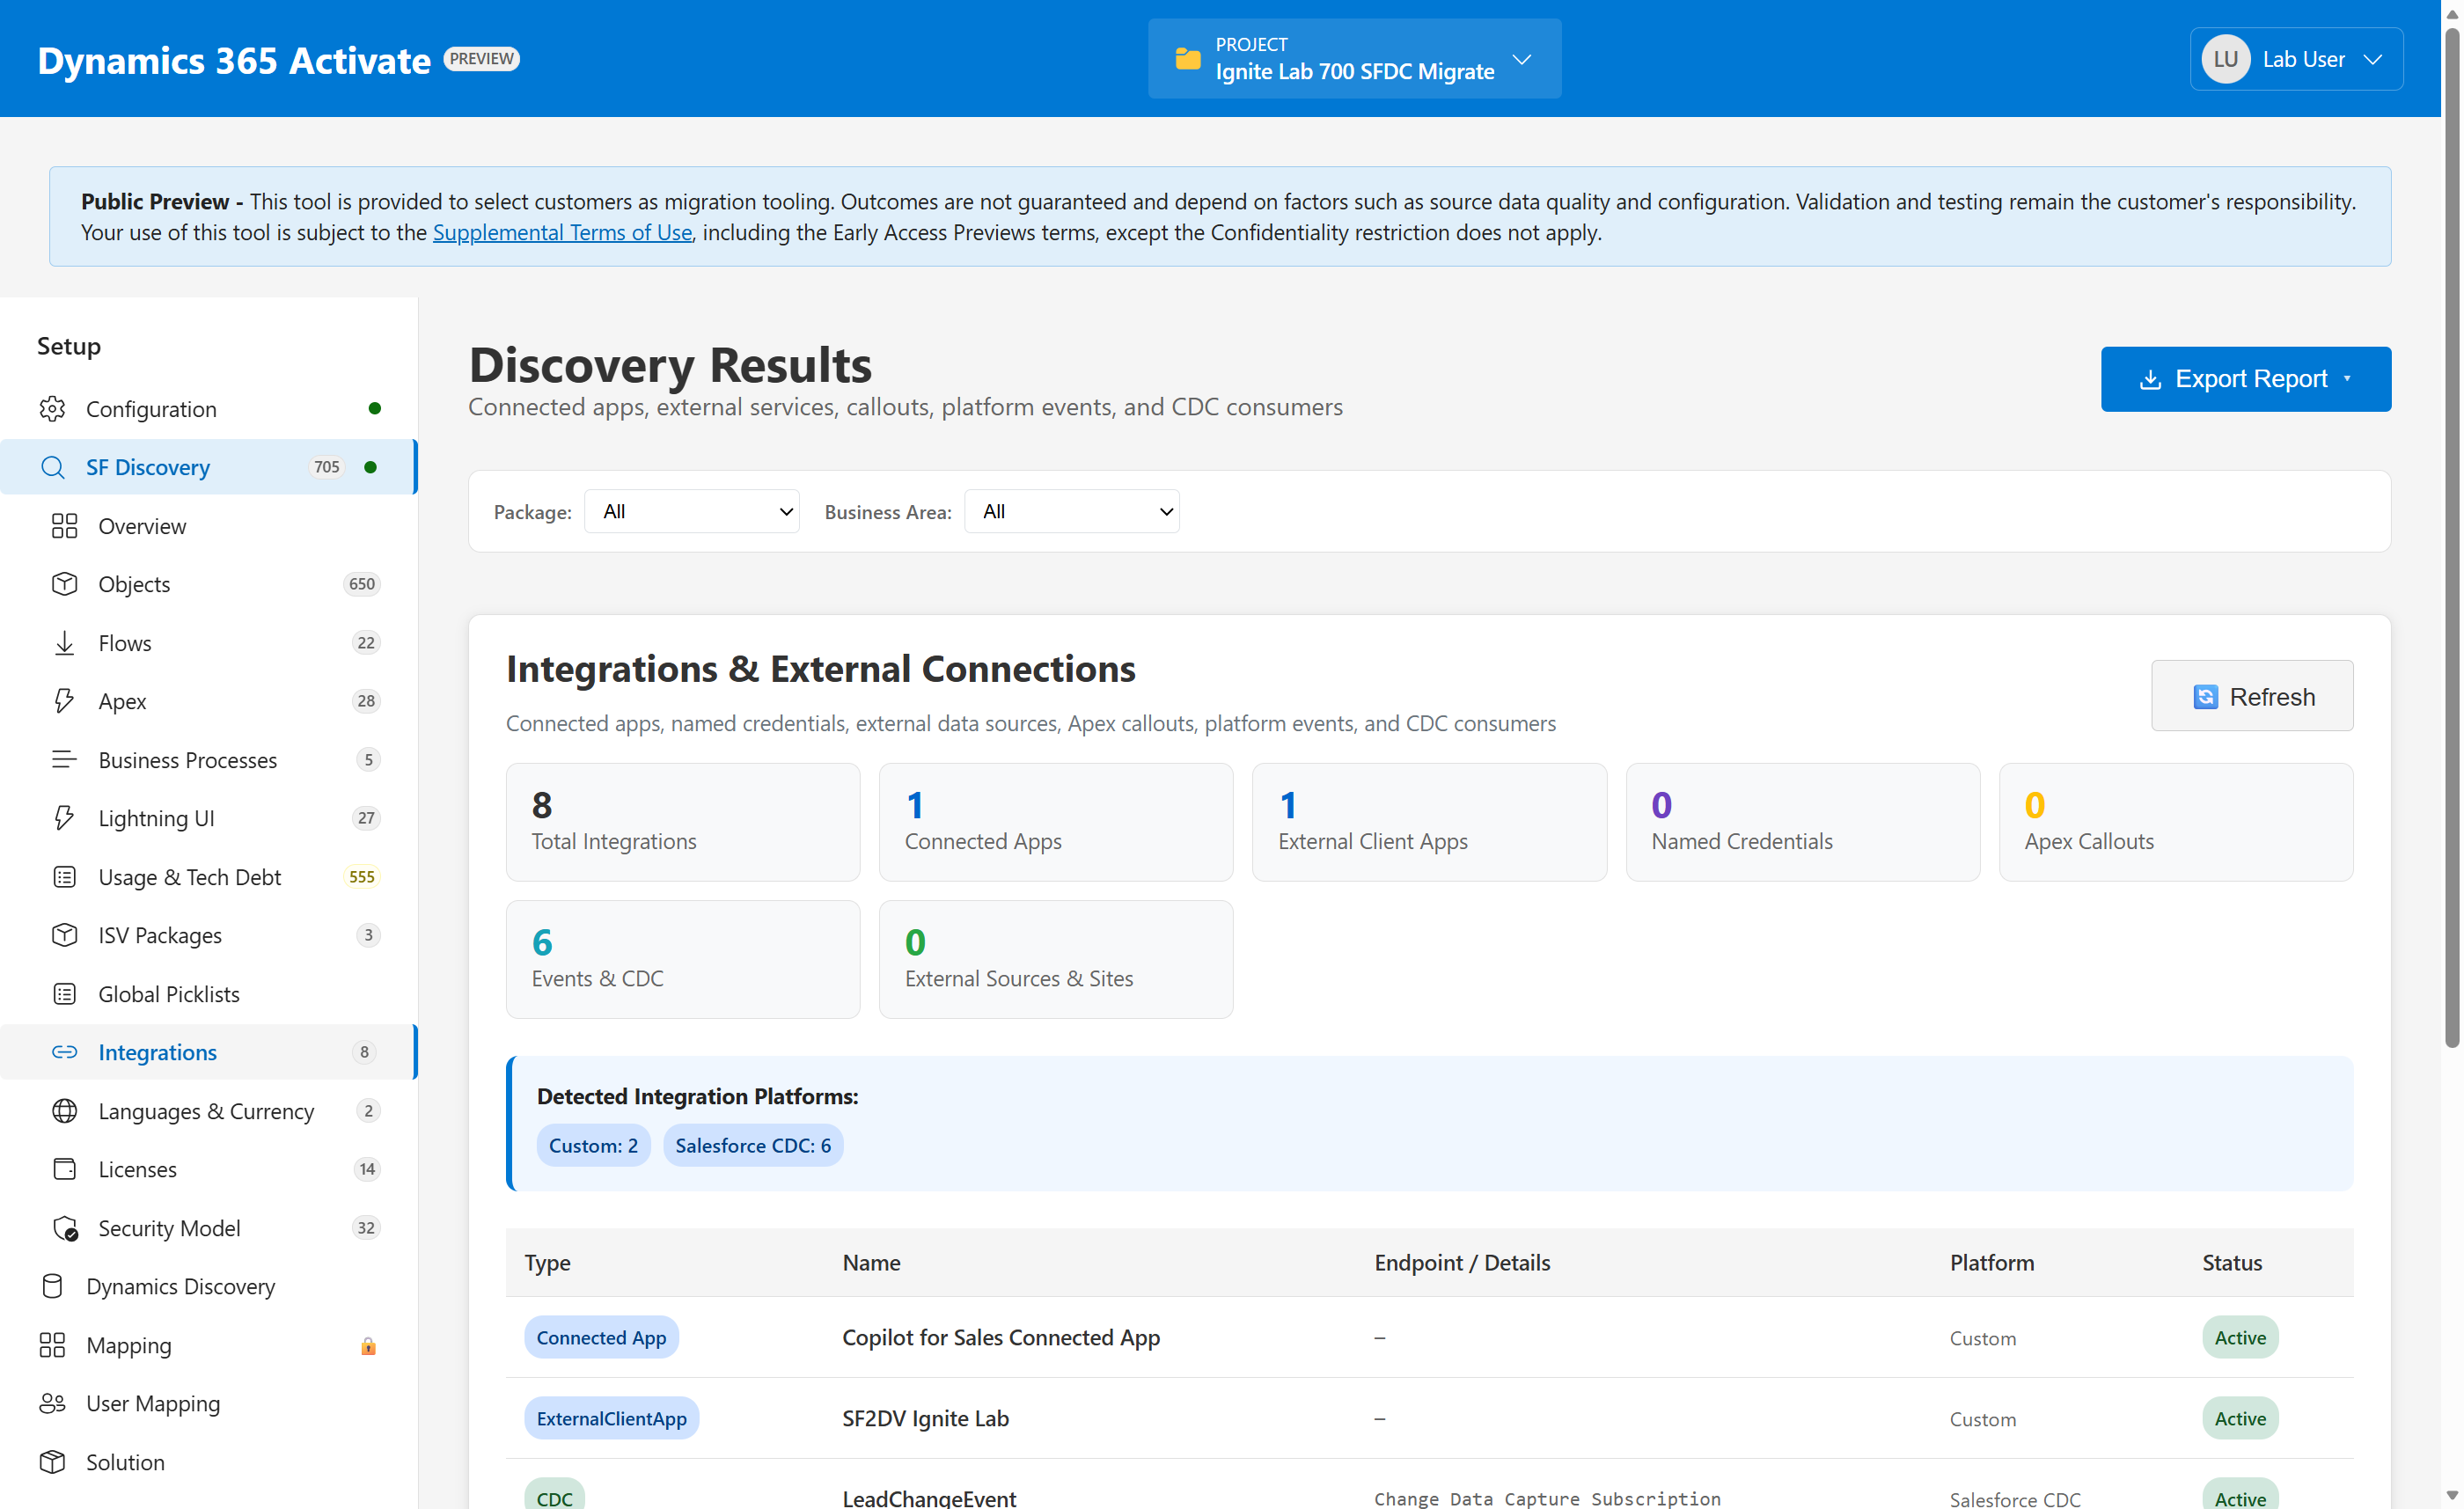 Dynamics 365 Activate PREVIEW
PROJECT
Ignite Lab 700 SFDC Migrate
LU Lab User
Public Preview - This tool is provided to select customers as migration tooling. Outcomes are not guaranteed and depend on factors such as source data quality and configuration. Validation and testing remain the customer's responsibility.
Your use of this tool is subject to the Supplemental Terms of Use, including the Early Access Previews terms, except the Confidentiality restriction does not apply.
Setup
Configuration
SF Discovery 705
Overview
Objects 650
Flows 22
Apex 28
Business Processes 5
Lightning UI 27
Usage & Tech Debt 555
ISV Packages 3
Global Picklists
Integrations 8
Languages & Currency 2
Licenses 14
Security Model 32
Dynamics Discovery
Mapping
User Mapping
Solution
Discovery Results
Connected apps, external services, callouts, platform events, and CDC consumers
Export Report
Package: All Business Area: All
Integrations & External Connections
Connected apps, named credentials, external data sources, Apex callouts, platform events, and CDC consumers
Refresh
8
Total Integrations
1
Connected Apps
1
External Client Apps
0
Named Credentials
0
Apex Callouts
6
Events & CDC
0
External Sources & Sites
Detected Integration Platforms:
Custom: 2 Salesforce CDC: 6
Type Name Endpoint / Details Platform Status
Connected App Copilot for Sales Connected App – Custom Active
ExternalClientApp SF2DV Ignite Lab – Custom Active
CDC LeadChangeEvent Change Data Capture Subscription Salesforce CDC Active